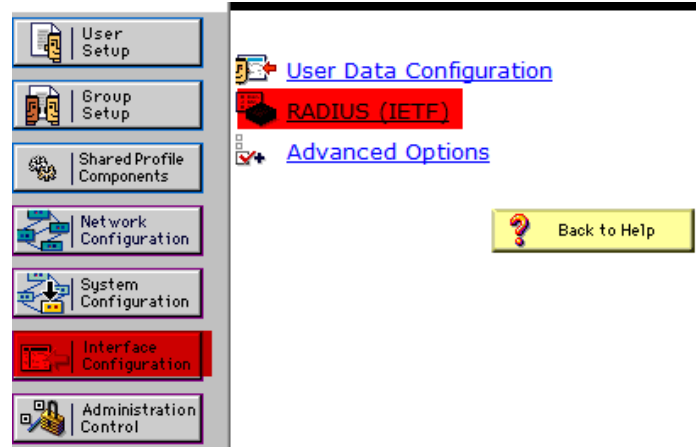 User
Setup
Group
Setup
Shared Profile
Components
Network
Configuration
System
Configuration
Interface
Configuration
Administration
Control
User Data Configuration
RADIUS (IETF)
Advanced Options
Back to Help